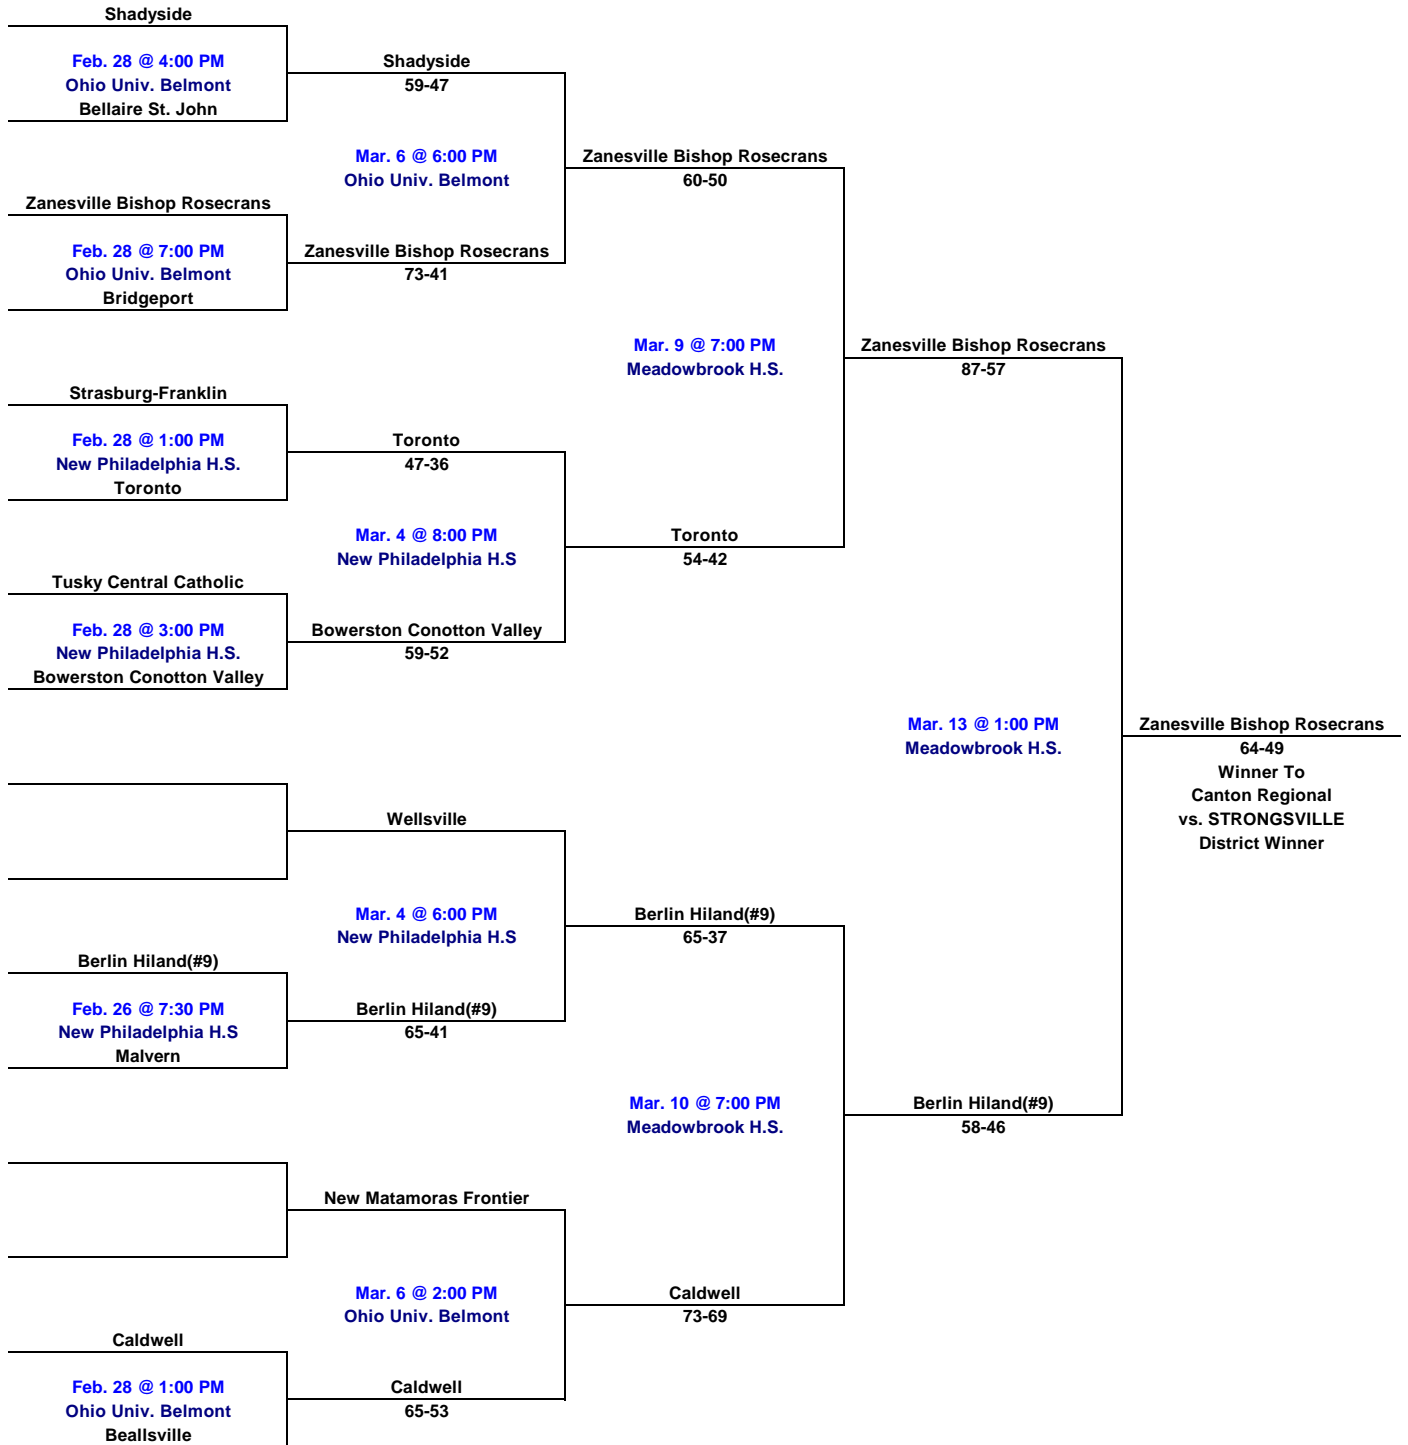 Shadyside
Feb. 28 @ 4:00 PM
Ohio Univ. Belmont
Bellaire St. John
Shadyside
59-47
Mar. 6 @ 6:00 PM
Ohio Univ. Belmont
Zanesville Bishop Rosecrans
60-50
Zanesville Bishop Rosecrans
Feb. 28 @ 7:00 PM
Ohio Univ. Belmont
Bridgeport
Zanesville Bishop Rosecrans
73-41
Mar. 9 @ 7:00 PM
Meadowbrook H.S.
Zanesville Bishop Rosecrans
87-57
Strasburg-Franklin
Feb. 28 @ 1:00 PM
New Philadelphia H.S.
Toronto
Toronto
47-36
Mar. 4 @ 8:00 PM
New Philadelphia H.S
Toronto
54-42
Tusky Central Catholic
Feb. 28 @ 3:00 PM
New Philadelphia H.S.
Bowerston Conotton Valley
Bowerston Conotton Valley
59-52
Mar. 13 @ 1:00 PM
Meadowbrook H.S.
Zanesville Bishop Rosecrans
64-49
Winner To
Canton Regional
vs. STRONGSVILLE
District Winner
Wellsville
Mar. 4 @ 6:00 PM
New Philadelphia H.S
Berlin Hiland(#9)
65-37
Berlin Hiland(#9)
Feb. 26 @ 7:30 PM
New Philadelphia H.S
Malvern
Berlin Hiland(#9)
65-41
Mar. 10 @ 7:00 PM
Meadowbrook H.S.
Berlin Hiland(#9)
58-46
New Matamoras Frontier
Mar. 6 @ 2:00 PM
Ohio Univ. Belmont
Caldwell
73-69
Caldwell
Feb. 28 @ 1:00 PM
Ohio Univ. Belmont
Beallsville
Caldwell
65-53